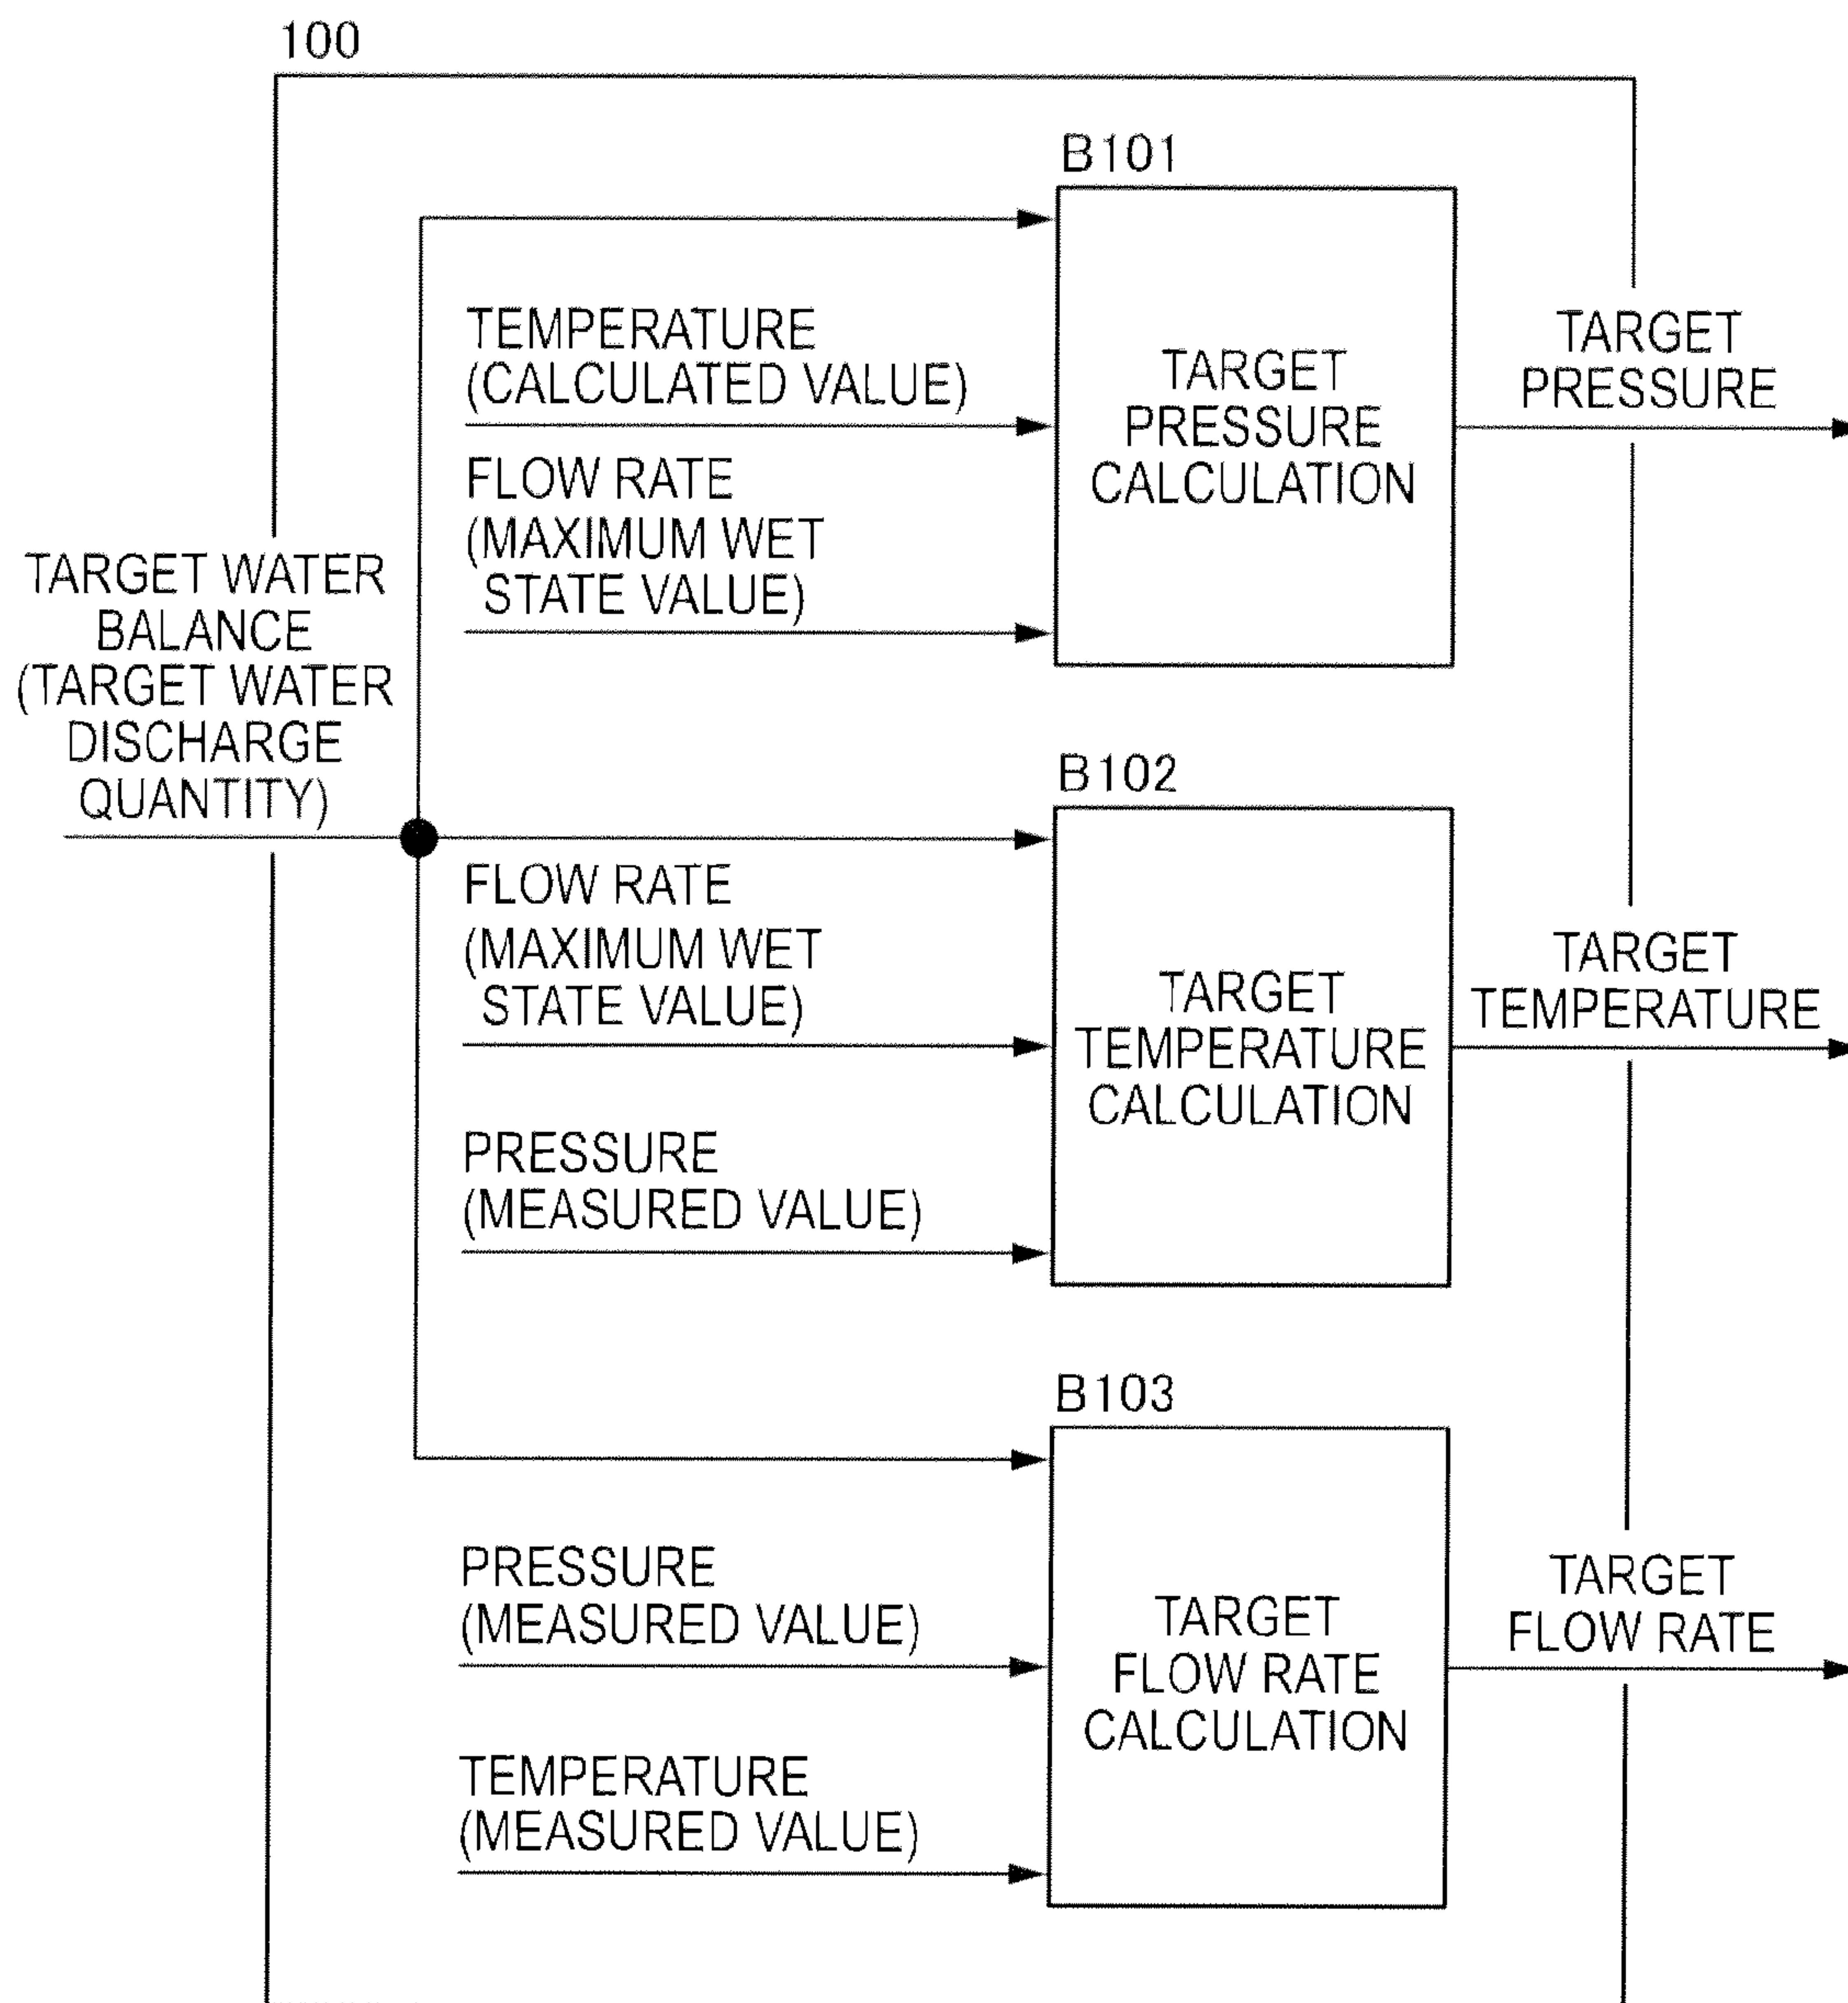 100
B101
TEMPERATURE
(CALCULATED VALUE)
FLOW RATE
(MAXIMUM WET
STATE VALUE)
TARGET
PRESSURE
CALCULATION
TARGET
PRESSURE
TARGET WATER
BALANCE
(TARGET WATER
DISCHARGE
QUANTITY)
B102
FLOW RATE
(MAXIMUM WET
STATE VALUE)
PRESSURE
(MEASURED VALUE)
TARGET
TEMPERATURE
CALCULATION
TARGET
TEMPERATURE
B103
PRESSURE
(MEASURED VALUE)
TEMPERATURE
(MEASURED VALUE)
TARGET
FLOW RATE
CALCULATION
TARGET
FLOW RATE